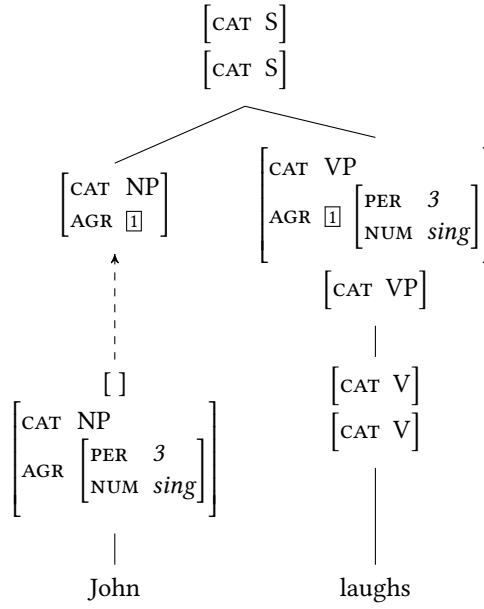 [CAT S]
[CAT S]
[CAT NP
AGR 1]
[CAT VP
AGR 1 [PER 3
NUM sing]]
[CAT VP]
[ ]
[CAT V]
[CAT NP
AGR [PER 3
NUM sing]]
[CAT V]
John
laughs